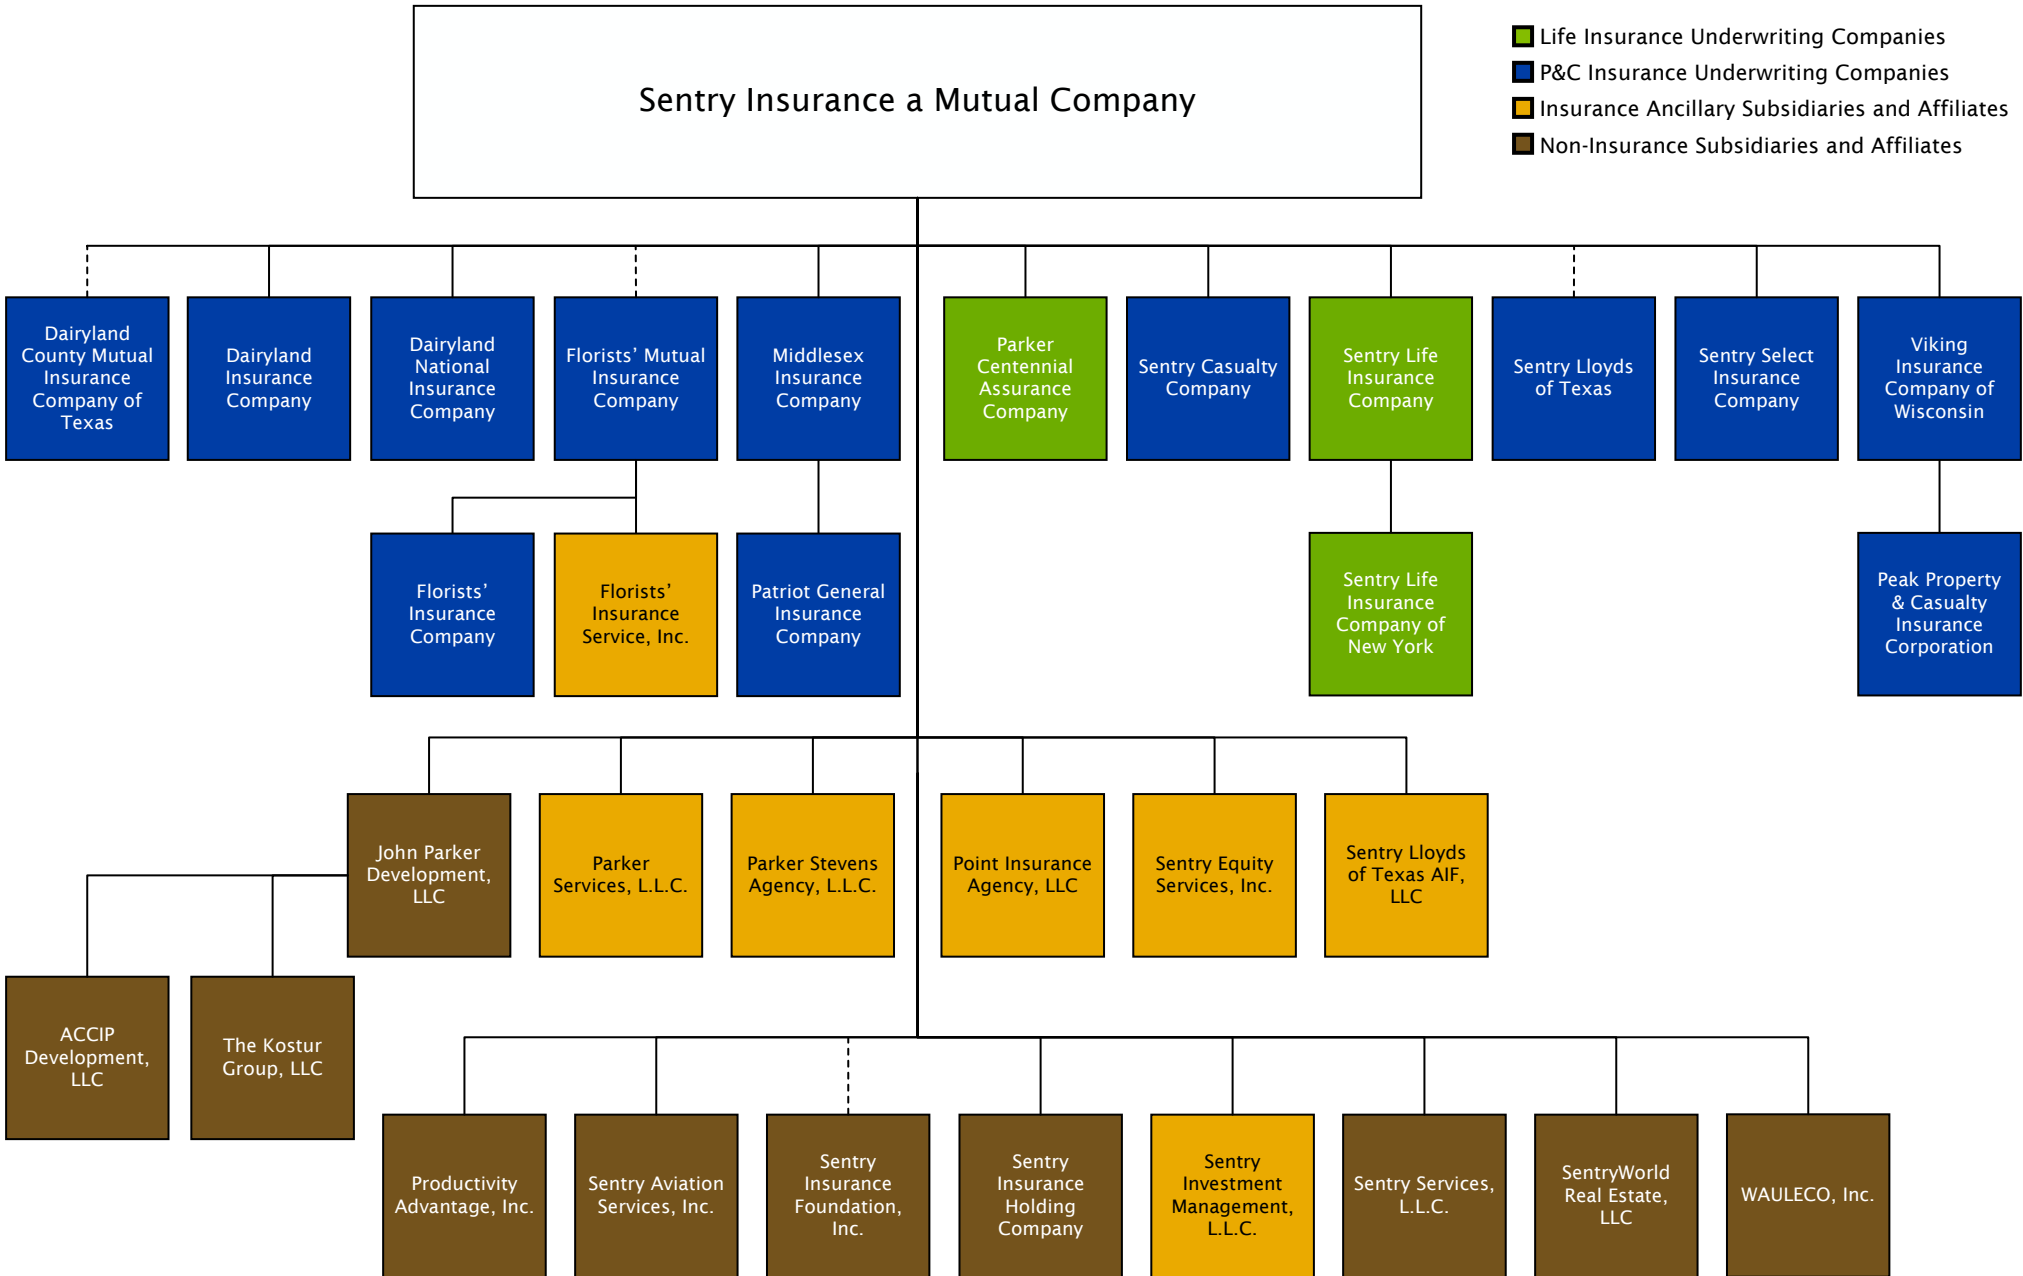 Sentry Insurance a Mutual Company
Life Insurance Underwriting Companies
P&C Insurance Underwriting Companies
Insurance Ancillary Subsidiaries and Affiliates
Non-Insurance Subsidiaries and Affiliates
Dairyland
County Mutual
Insurance
Company of
Texas
Dairyland
Insurance
Company
Dairyland
National
Insurance
Company
Florists’ Mutual
Insurance
Company
Middlesex
Insurance
Company
Parker
Centennial
Assurance
Company
Sentry Casualty
Company
Sentry Life
Insurance
Company
Sentry Lloyds
of Texas
Sentry Select
Insurance
Company
Viking
Insurance
Company of
Wisconsin
Florists’
Insurance
Company
Florists’
Insurance
Service, Inc.
Patriot General
Insurance
Company
Sentry Life
Insurance
Company of
New York
Peak Property
& Casualty
Insurance
Corporation
John Parker
Development,
LLC
Parker
Services, L.L.C.
Parker Stevens
Agency, L.L.C.
Point Insurance
Agency, LLC
Sentry Equity
Services, Inc.
Sentry Lloyds
of Texas AIF,
LLC
ACCIP
Development,
LLC
The Kostur
Group, LLC
Productivity
Advantage, Inc.
Sentry Aviation
Services, Inc.
Sentry
Insurance
Foundation,
Inc.
Sentry
Insurance
Holding
Company
Sentry
Investment
Management,
L.L.C.
Sentry Services,
L.L.C.
SentryWorld
Real Estate,
LLC
WAULECO, Inc.